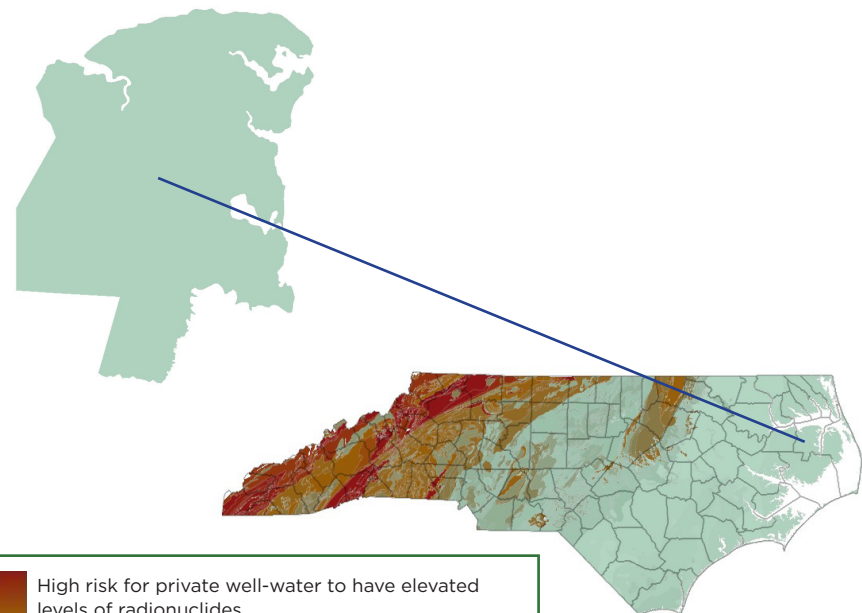 High risk for private well-water to have elevated
levels of radionuclides